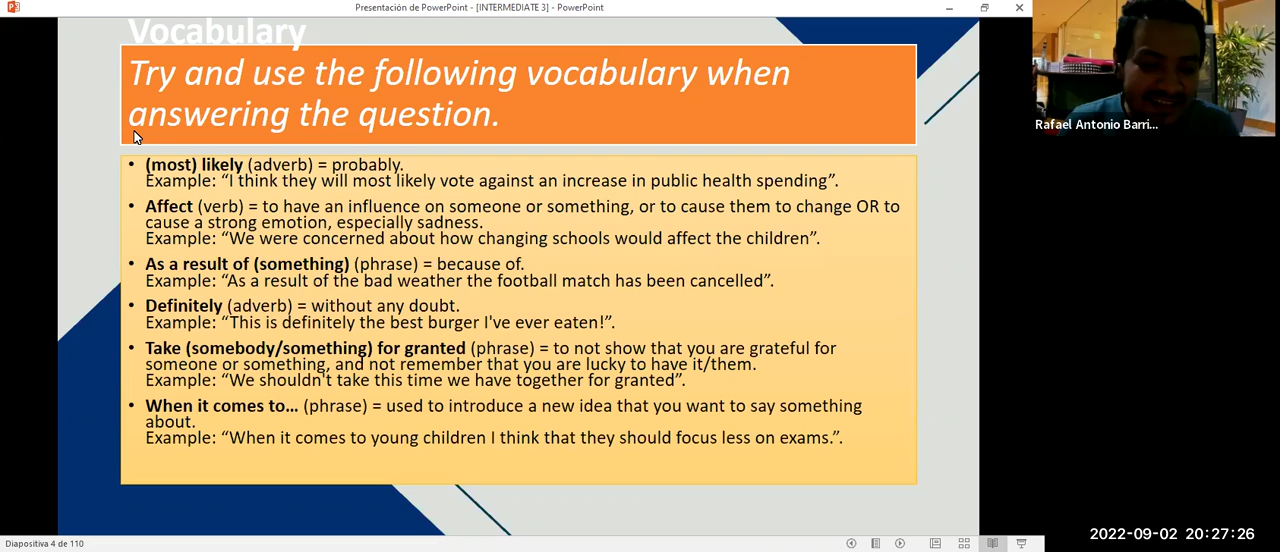 Presentación de PowerPoint - [INTERMEDIATE 3] - PowerPoint
Vocabulary
Try and use the following vocabulary when
answering the question.
• (most) likely (adverb) = probably.
Example: “I think they will most likely vote against an increase in public health spending”.
• Affect (verb) = to have an influence on someone or something, or to cause them to change OR to
cause a strong emotion, especially sadness.
Example: “We were concerned about how changing schools would affect the children”.
• As a result of (something) (phrase) = because of.
Example: “As a result of the bad weather the football match has been cancelled”.
• Definitely (adverb) = without any doubt.
Example: “This is definitely the best burger I've ever eaten!”.
• Take (somebody/something) for granted (phrase) = to not show that you are grateful for
someone or something, and not remember that you are lucky to have it/them.
Example: “We shouldn't take this time we have together for granted”.
• When it comes to… (phrase) = used to introduce a new idea that you want to say something
about.
Example: “When it comes to young children I think that they should focus less on exams.”.
Rafael Antonio Barri...
Diapositiva 4 de 110
2022-09-02 20:27:26